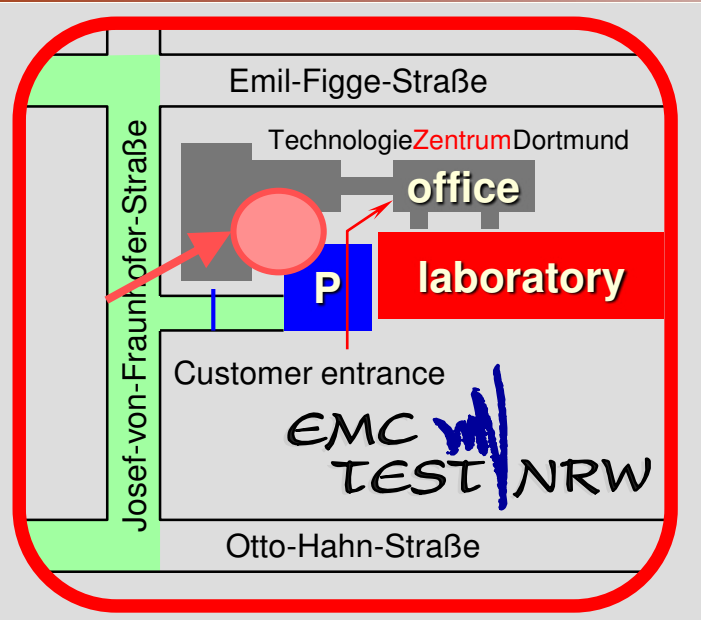 Emil-Figge-Straße
TechnologieZentrumDortmund
office
Josef-von-Fraunhofer-Straße
P
laboratory
Customer entrance
EMC
TEST NRW
Otto-Hahn-Straße